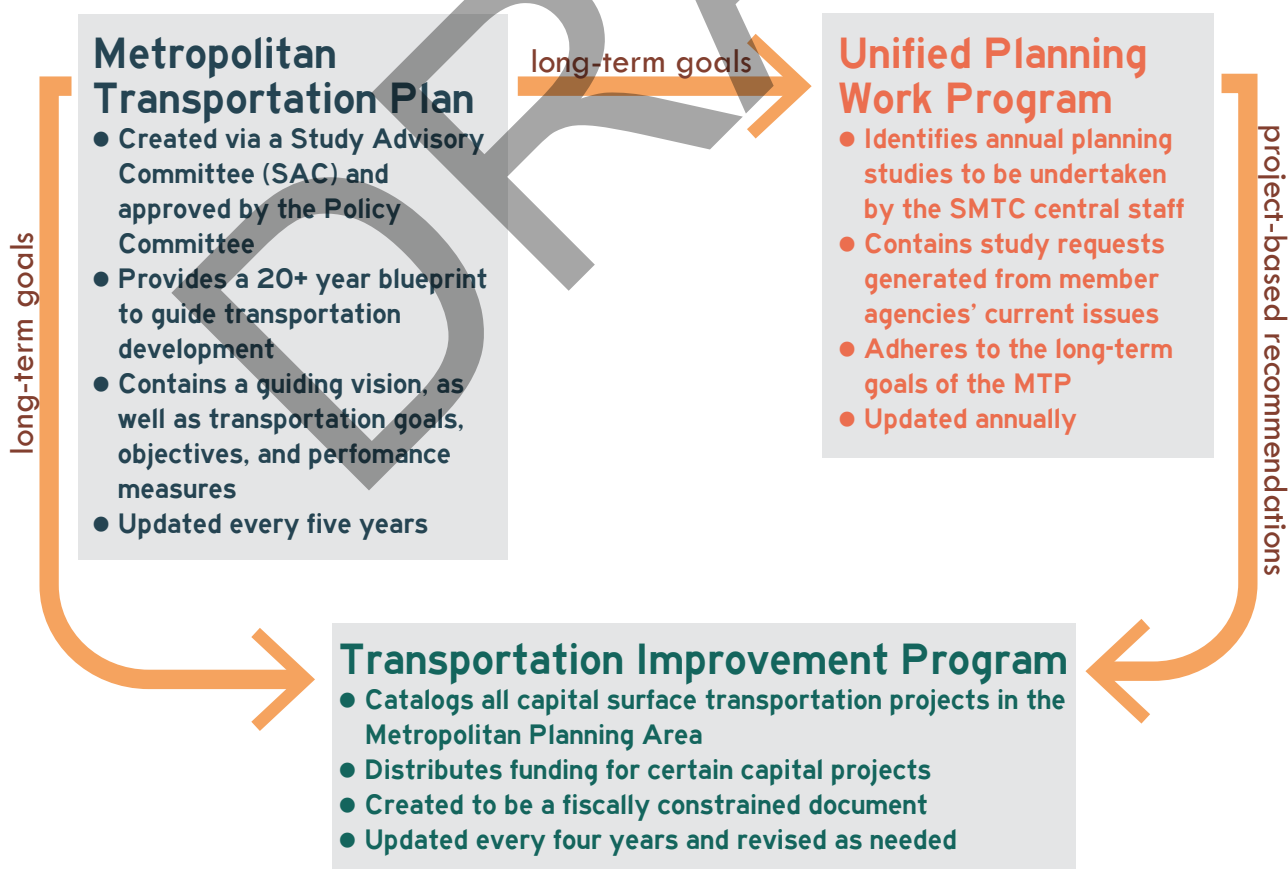 Metropolitan
Transportation Plan
● Created via a Study Advisory
Committee (SAC) and
approved by the Policy
Committee
● Provides a 20+ year blueprint
to guide transportation
development
● Contains a guiding vision, as
well as transportation goals,
objectives, and perfomance
measures
● Updated every five years
long-term goals
Unified Planning
Work Program
● Identifies annual planning
studies to be undertaken
by the SMTC central staff
● Contains study requests
generated from member
agencies' current issues
● Adheres to the long-term
goals of the MTP
● Updated annually
long-term goals
project-based recommendations
Transportation Improvement Program
● Catalogs all capital surface transportation projects in the
Metropolitan Planning Area
● Distributes funding for certain capital projects
● Created to be a fiscally constrained document
● Updated every four years and revised as needed
DRA